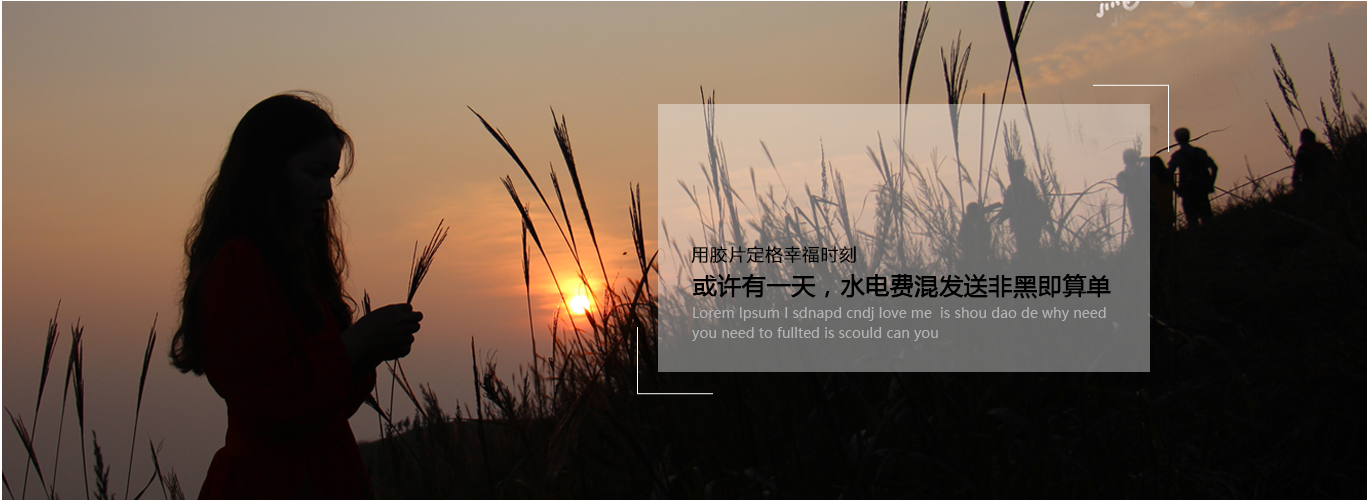 用胶片定格幸福时刻
或许有一天，水电费混发送非黑即算单
Lorem Ipsum I sdnapd cndj love me  is shou dao de why need
you need to fullted is scould can you